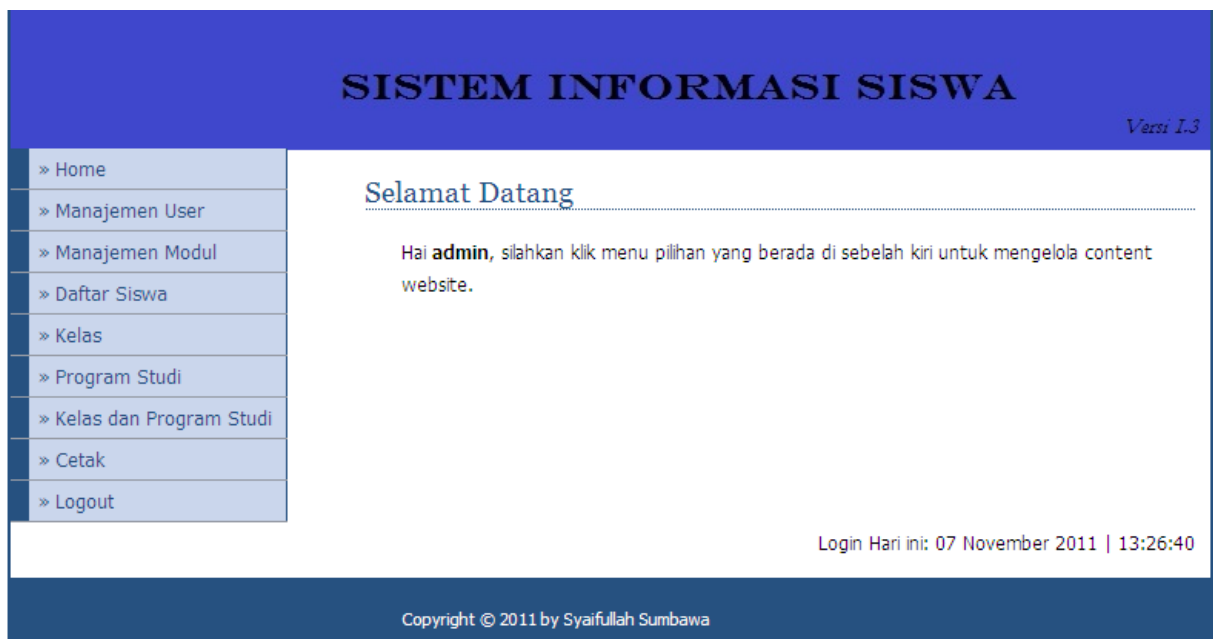 SISTEM INFORMASI SISWA
Versi 1.3
» Home
» Manajemen User
» Manajemen Modul
» Daftar Siswa
» Kelas
» Program Studi
» Kelas dan Program Studi
» Cetak
» Logout
Selamat Datang
Hai admin, silahkan klik menu pilihan yang berada di sebelah kiri untuk mengelola content
website.
Login Hari ini: 07 November 2011 | 13:26:40
Copyright © 2011 by Syaifullah Sumbawa